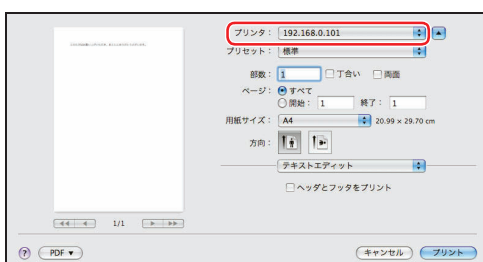 プリンタ： 192.168.0.101
プリセット： 標準
部数： 1 丁合い 両面
ページ： すべて
開始： 1 終了： 1
用紙サイズ： A4 20.99 x 29.70 cm
方向：
テキストエディット
ヘッダとフッタをプリント
1/1
? PDF▼ キャンセル プリント